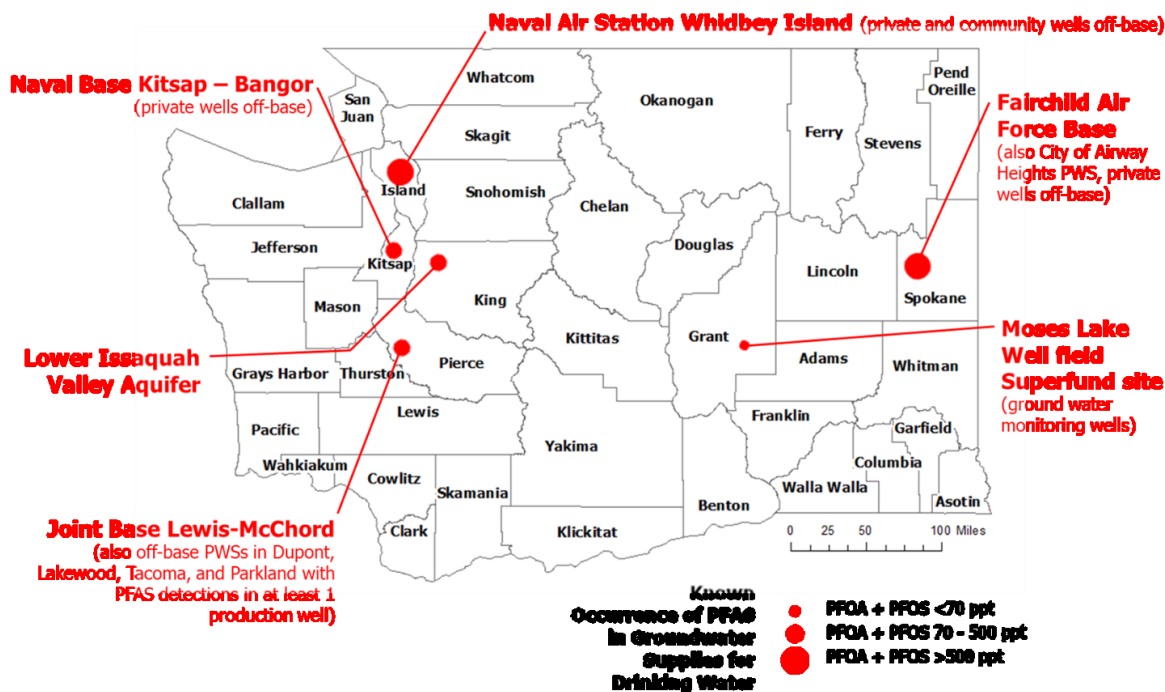 Naval Air Station Whidbey Island (private and community wells off-base)
Naval Base Kitsap – Bangor
(private wells off-base)
Fairchild Air
Force Base
(also City of Airway
Heights PWS, private
wells off-base)
Whatcom
San
Juan
Okanogan
Pend
Oreille
Ferry
Stevens
Skagit
Island
Snohomish
Clallam
Chelan
Jefferson
Douglas
Kitsap
Lincoln
Spokane
Mason
King
Kittitas
Grant
Adams
Whitman
Lower Issaquah
Valley Aquifer
Moses Lake
Well field
Superfund site
(ground water
monitoring wells)
Grays Harbor
Thurston
Pierce
Lewis
Franklin
Garfield
Pacific
Yakima
Columbia
Wahkiakum
Cowlitz
Skamania
Walla Walla
Asotin
Benton
Clark
Klickitat
0 25 50 100 Miles
Joint Base Lewis-McChord
(also off-base PWSs in Dupont,
Lakewood, Tacoma, and Parkland with
PFAS detections in at least 1
production well)
Known
Occurrence of PFAS
in Groundwater
Supplies for
Drinking Water
PFOA + PFOS <70 ppt
PFOA + PFOS 70 - 500 ppt
PFOA + PFOS >500 ppt